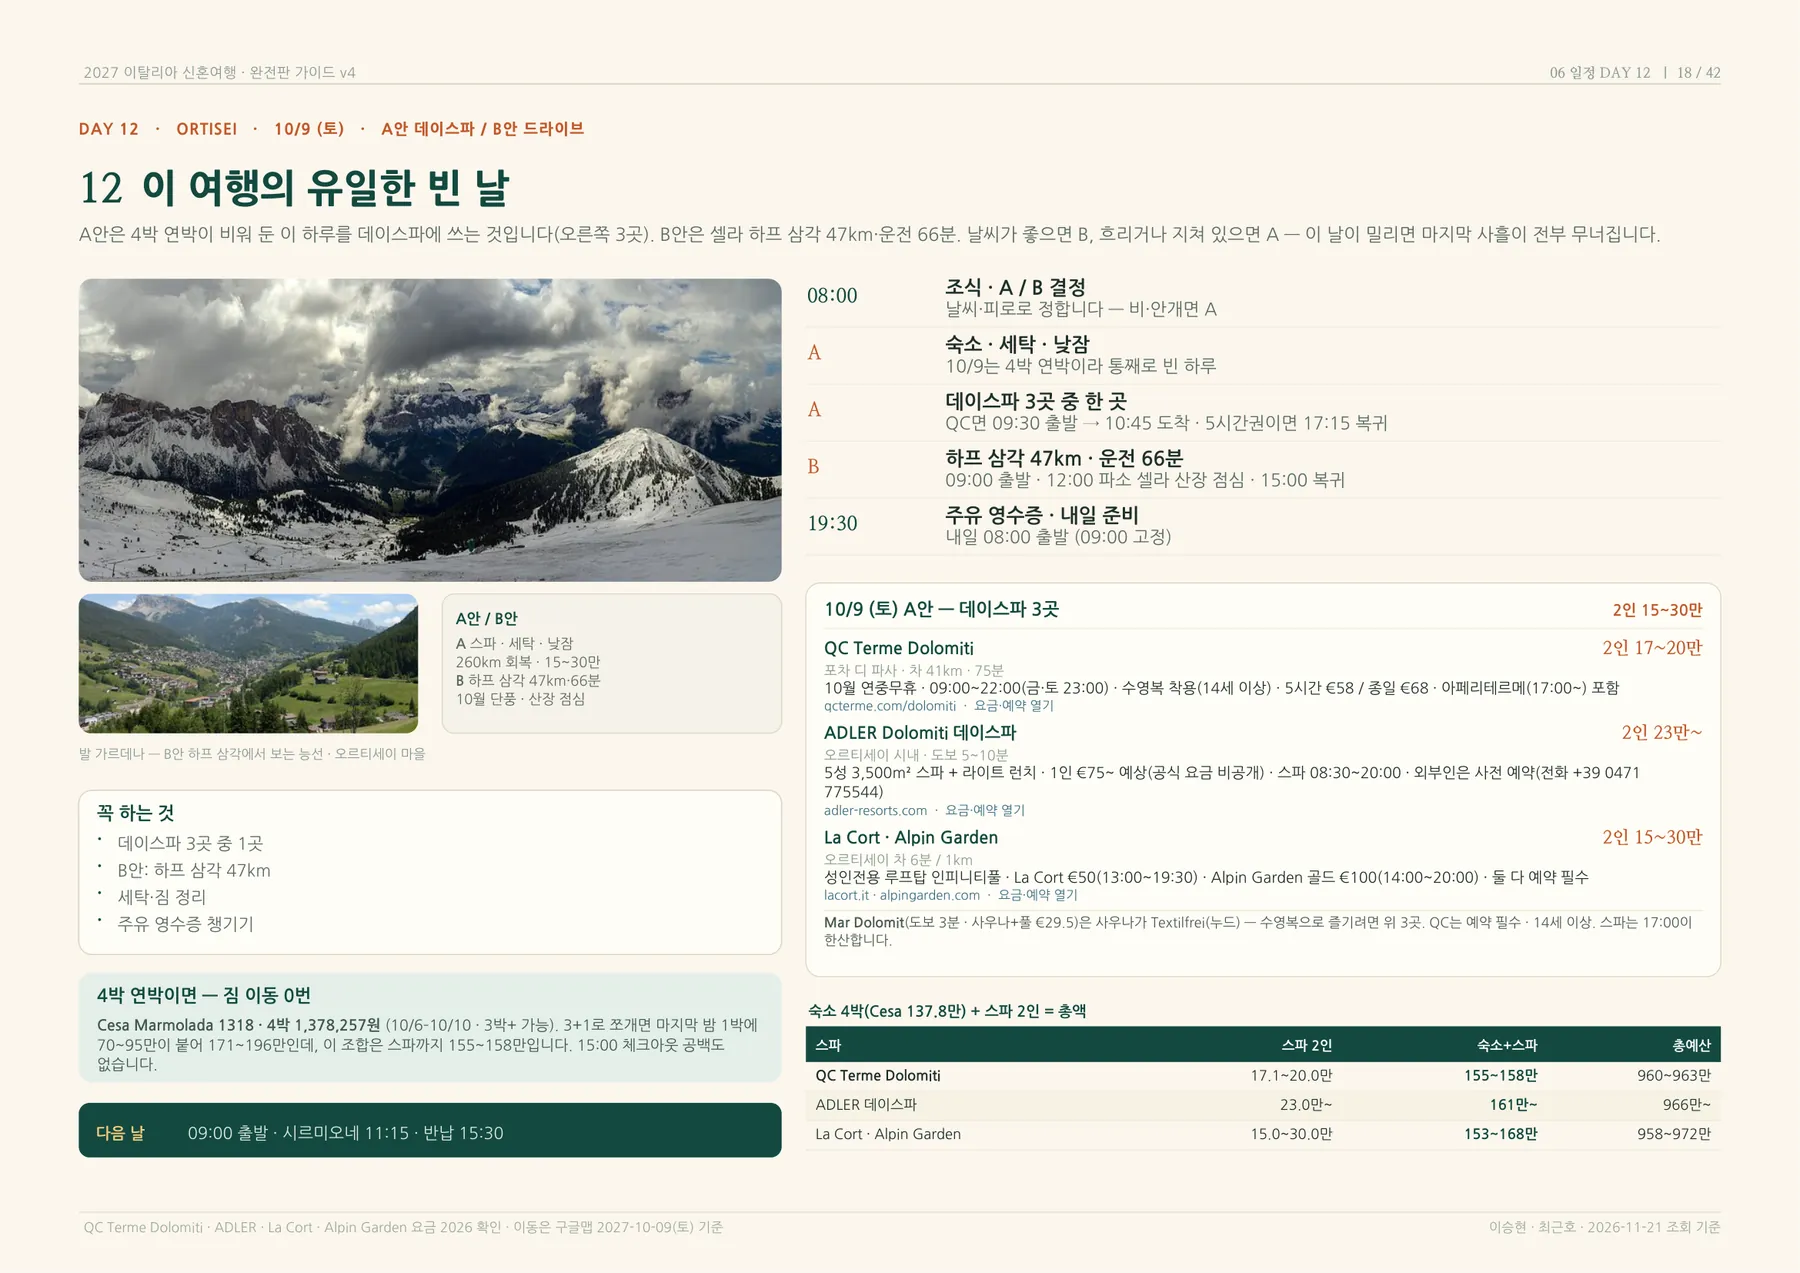 2027 이탈리아 신혼여행 · 완전판 가이드 v4
06 일정 DAY 12 | 18 / 42
DAY 12 · ORTISEI · 10/9 (토) · A안 데이스파 / B안 드라이브
12 이 여행의 유일한 빈 날
A안은 4박 연박이 비워 둔 이 하루를 데이스파에 쓰는 것입니다(오른쪽 3곳). B안은 셀라 하프 삼각 47km·운전 66분. 날씨가 좋으면 B, 흐리거나 지쳐 있으면 A — 이 날이 밀리면 마지막 사흘이 전부 무너집니다.
A안 / B안
A 스파 · 세탁 · 낮잠
260km 회복 · 15~30만
B 하프 삼각 47km·66분
10월 단풍 · 산장 점심
발 가르데나 — B안 하프 삼각에서 보는 능선 · 오르티세이 마을
꼭 하는 것
· 데이스파 3곳 중 1곳
· B안: 하프 삼각 47km
· 세탁·짐 정리
· 주유 영수증 챙기기
4박 연박이면 — 짐 이동 0번
Cesa Marmolada 1318 · 4박 1,378,257원 (10/6–10/10 · 3박+ 가능). 3+1로 쪼개면 마지막 밤 1박에
70~95만이 붙어 171~196만인데, 이 조합은 스파까지 155~158만입니다. 15:00 체크아웃 공백도
없습니다.
다음 날 09:00 출발 · 시르미오네 11:15 · 반납 15:30
08:00 조식 · A / B 결정
날씨·피로로 정합니다 — 비·안개면 A
A 숙소 · 세탁 · 낮잠
10/9는 4박 연박이라 통째로 빈 하루
A 데이스파 3곳 중 한 곳
QC면 09:30 출발 → 10:45 도착 · 5시간권이면 17:15 복귀
B 하프 삼각 47km · 운전 66분
09:00 출발 · 12:00 파소 셀라 산장 점심 · 15:00 복귀
19:30 주유 영수증 · 내일 준비
내일 08:00 출발 (09:00 고정)
10/9 (토) A안 — 데이스파 3곳 2인 15~30만
QC Terme Dolomiti 2인 17~20만
포차 디 파사 · 차 41km · 75분
10월 연중무휴 · 09:00~22:00(금·토 23:00) · 수영복 착용(14세 이상) · 5시간 €58 / 종일 €68 · 아페리테르메(17:00~) 포함
qcterme.com/dolomiti · 요금·예약 열기
ADLER Dolomiti 데이스파 2인 23만~
오르티세이 시내 · 도보 5~10분
5성 3,500m² 스파 + 라이트 런치 · 1인 €75~ 예상(공식 요금 비공개) · 스파 08:30~20:00 · 외부인은 사전 예약(전화 +39 0471
775544)
adler-resorts.com · 요금·예약 열기
La Cort · Alpin Garden 2인 15~30만
오르티세이 차 6분 / 1km
성인전용 루프탑 인피니티풀 · La Cort €50(13:00~19:30) · Alpin Garden 골드 €100(14:00~20:00) · 둘 다 예약 필수
lacort.it · alpingarden.com · 요금·예약 열기
Mar Dolomit(도보 3분 · 사우나+풀 €29.5)은 사우나가 Textilfrei(누드) — 수영복으로 즐기려면 위 3곳. QC는 예약 필수 · 14세 이상. 스파는 17:00이
한산합니다.
숙소 4박(Cesa 137.8만) + 스파 2인 = 총액
스파 스파 2인 숙소+스파 총예산
QC Terme Dolomiti 17.1~20.0만 155~158만 960~963만
ADLER 데이스파 23.0만~ 161만~ 966만~
La Cort · Alpin Garden 15.0~30.0만 153~168만 958~972만
QC Terme Dolomiti · ADLER · La Cort · Alpin Garden 요금 2026 확인 · 이동은 구글맵 2027-10-09(토) 기준
이승현 · 최근호 · 2026-11-21 조회 기준